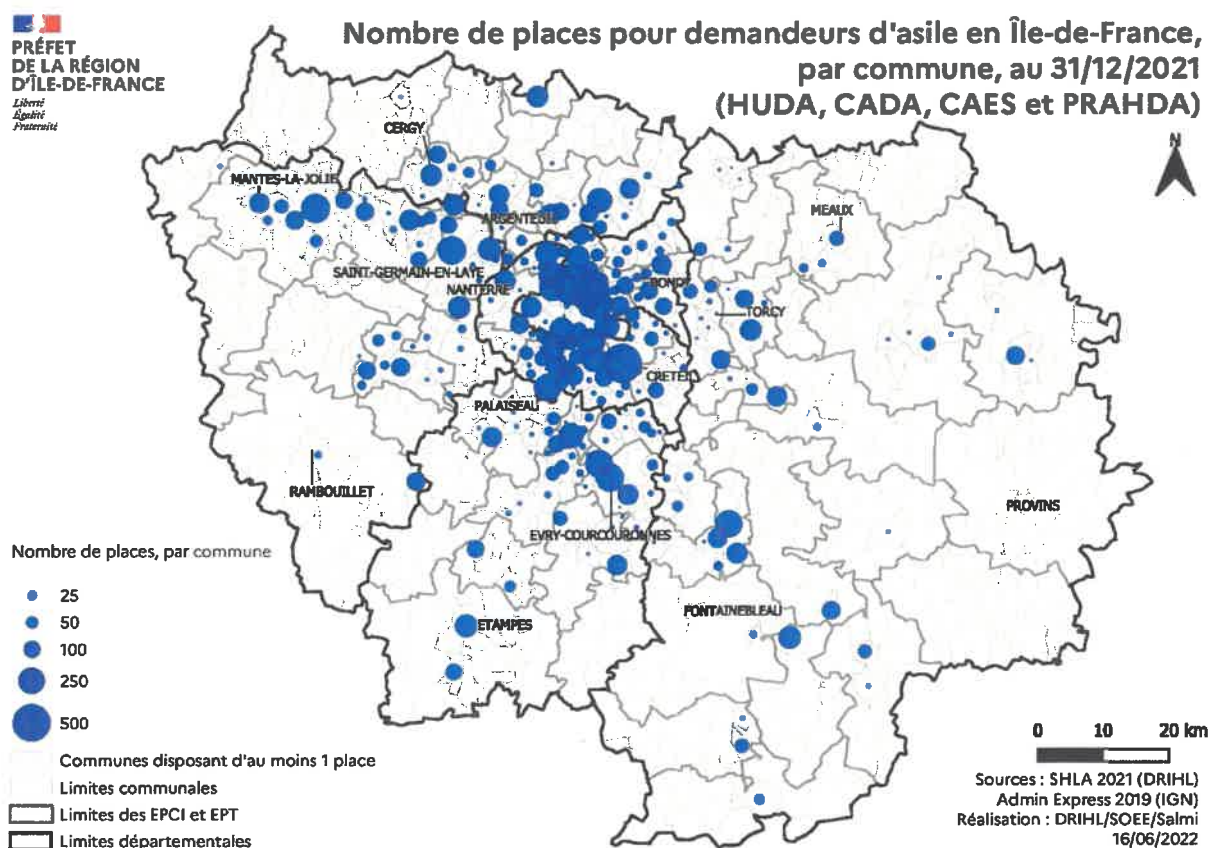 PRÉFET
DE LA RÉGION
D'ÎLE-DE-FRANCE
Liberté
Égalité
Fraternité
Nombre de places pour demandeurs d'asile en Île-de-France,
par commune, au 31/12/2021
(HUDA, CADA, CAES et PRAHDA)
N
CERGY
MANTES-LA-JOLIE
ARGENTEUIL
MEAUX
SAINT-GERMAIN-EN-LAYE
NANTERRE
BONDY
TORCY
CRETEIL
PALAISEAU
RAMBOUILLET
PROVINS
EVRY-COURCOURONNES
FONTAINEBLEAU
ETAMPES
Nombre de places, par commune
25
50
100
250
500
Communes disposant d'au moins 1 place
Limites communales
Limites des EPCI et EPT
Limites départementales
0 10 20 km
Sources : SHLA 2021 (DRIHL)
Admin Express 2019 (IGN)
Réalisation : DRIHL/SOEE/Salmi
16/06/2022